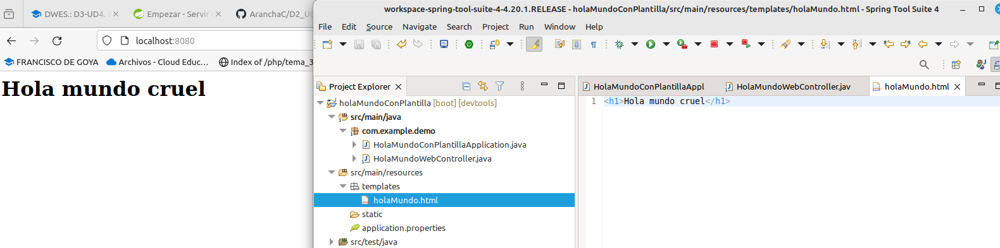 DWES.: D3-UD4.
Empezar - Servir
AranchaC/D2_UD
localhost:8080
FRANCISCO DE GOYA
Archivos - Cloud Educ...
Index of /php/tema_3
Hola mundo cruel
workspace-spring-tool-suite-4-4.20.1.RELEASE - holaMundoConPlantilla/src/main/resources/templates/holaMundo.html - Spring Tool Suite 4
File Edit Source Navigate Search Project Run Window Help
Project Explorer
holaMundoConPlantilla [boot] [devtools]
src/main/java
com.example.demo
HolaMundoConPlantillaApplication.java
HolaMundoWebController.java
src/main/resources
templates
holaMundo.html
static
application.properties
src/test/java
HolaMundoConPlantillaAppl
HolaMundoWebController.jav
holaMundo.html
1 <h1>Hola mundo cruel</h1>